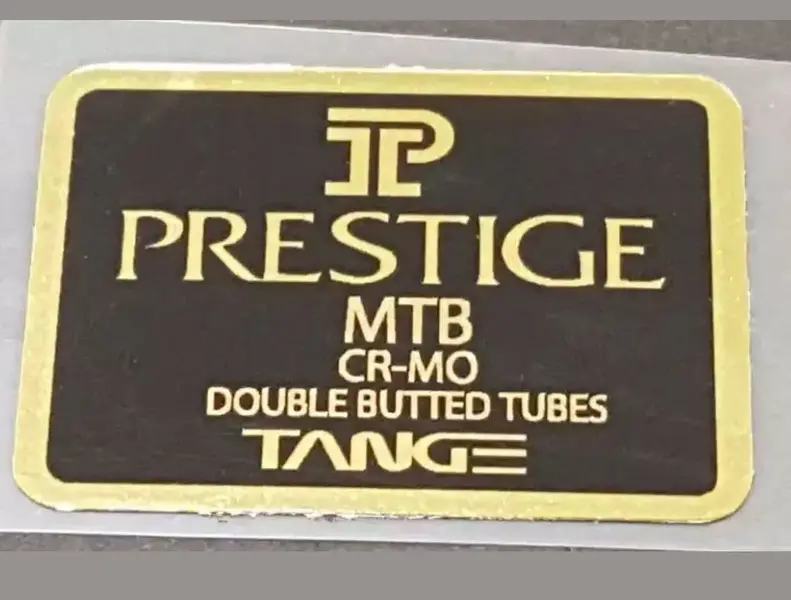 PRESTIGE
MTB
CR-MO
DOUBLE BUTTED TUBES
TANGE